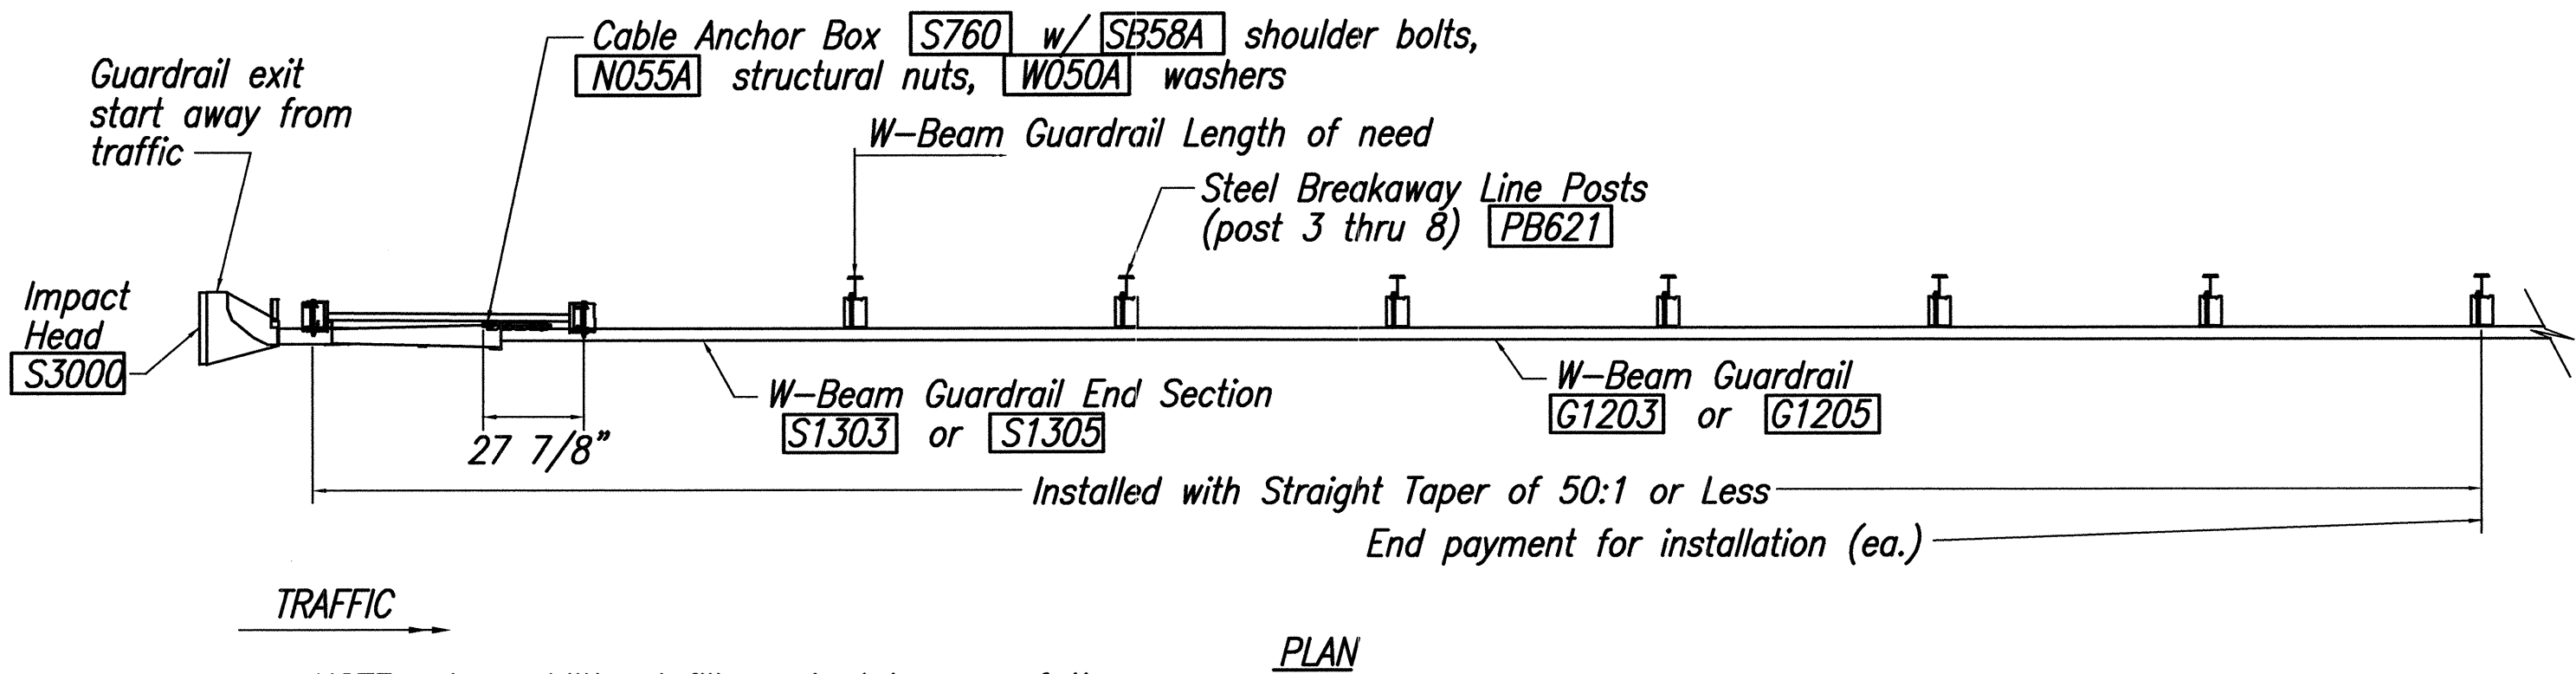 Cable Anchor Box S760 w/ SB58A shoulder bolts,
N055A structural nuts, W050A washers
Guardrail exit
start away from
traffic
W-Beam Guardrail Length of need
Steel Breakaway Line Posts
(post 3 thru 8) PB621
Impact
Head
S3000
W-Beam Guardrail End Section
S1303 or S1305
W-Beam Guardrail
G1203 or G1205
27 7/8"
Installed with Straight Taper of 50:1 or Less
End payment for installation (ea.)
TRAFFIC
PLAN